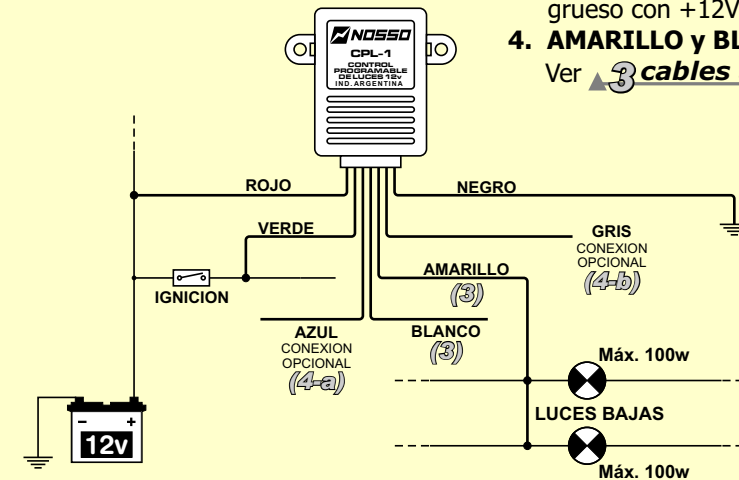 grueso con +12V
4. AMARILLO y BL
Ver 3 cables
NOSSO
CPL-1
CONTROL
PROGRAMABLE
DE LUCES 12v
IND. ARGENTINA
ROJO
NEGRO
VERDE
GRIS
CONEXION
OPCIONAL
(4-b)
AMARILLO
(3)
IGNICION
AZUL
CONEXION
OPCIONAL
(4-a)
BLANCO
(3)
Máx. 100w
LUCES BAJAS
- +
12v
Máx. 100w